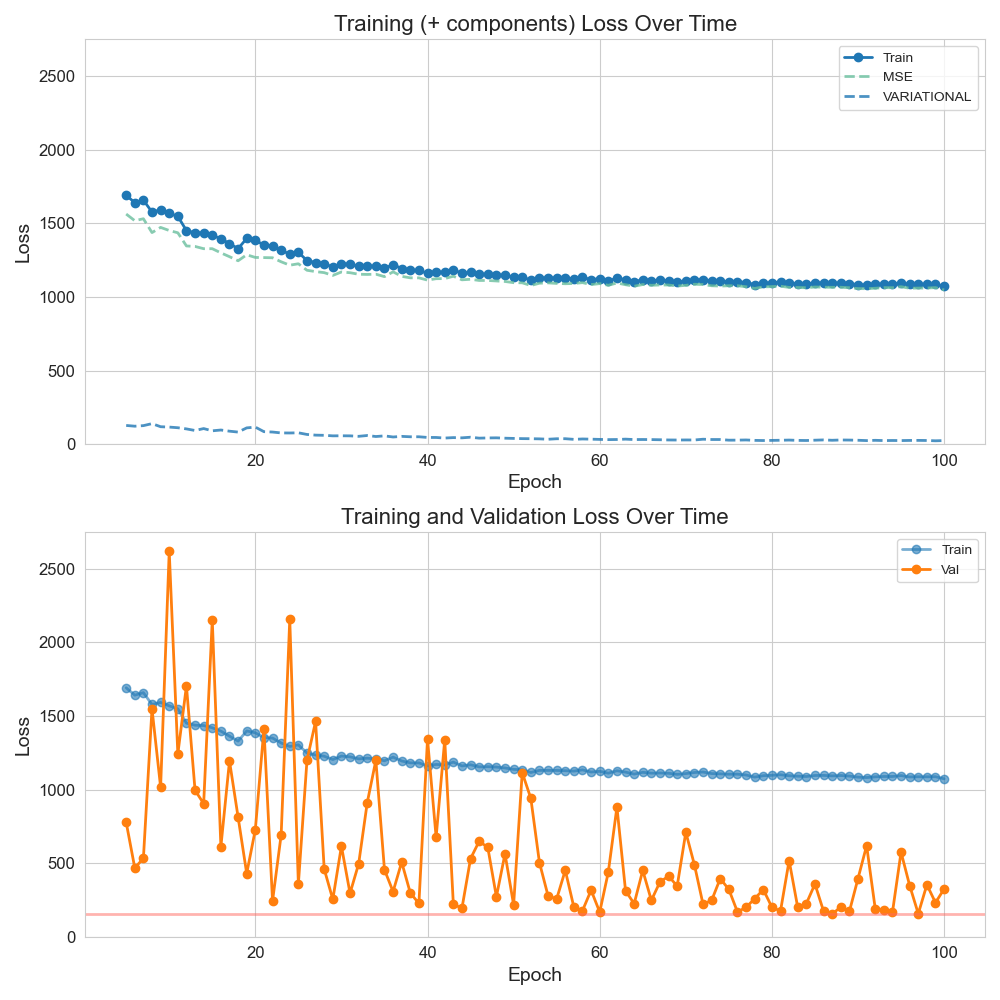 Training (+ components) Loss Over Time
Loss
2500
2000
1500
1000
500
0
Train
MSE
VARIATIONAL
20
40
60
80
100
Epoch
Training and Validation Loss Over Time
Loss
2500
2000
1500
1000
500
0
Train
Val
20
40
60
80
100
Epoch